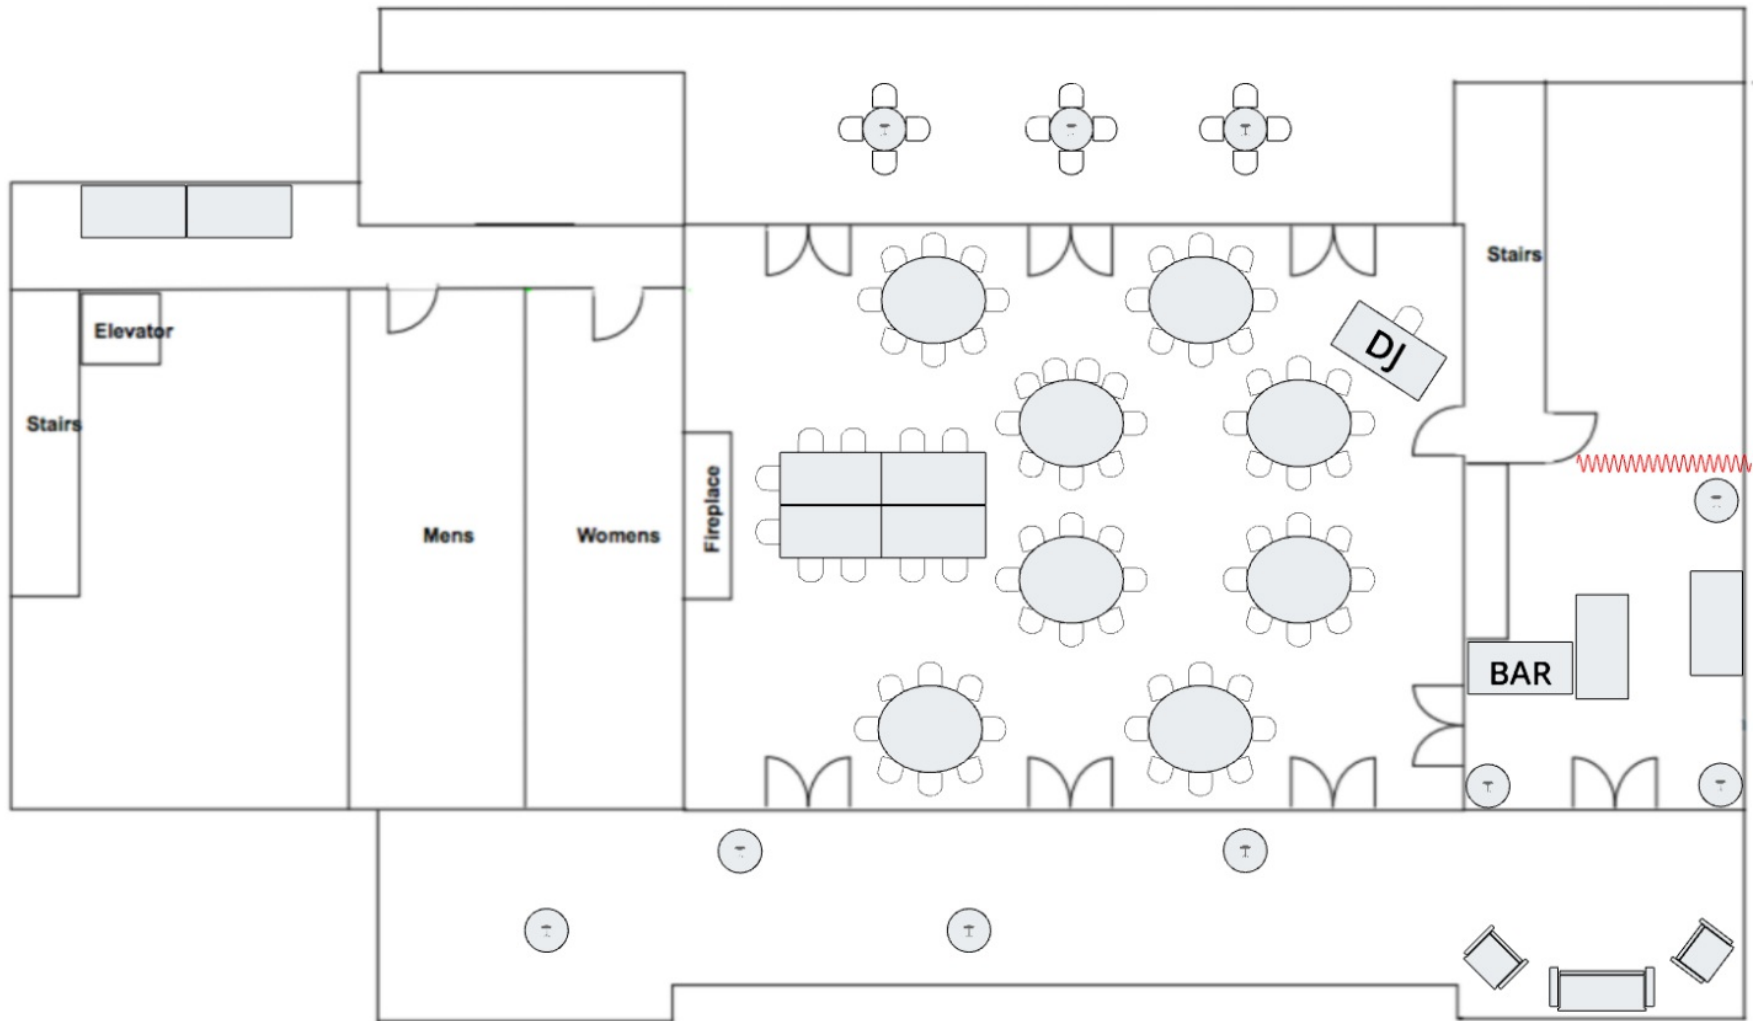 Stairs
Elevator
DJ
Stairs
Fireplace
Mens
Womens
BAR